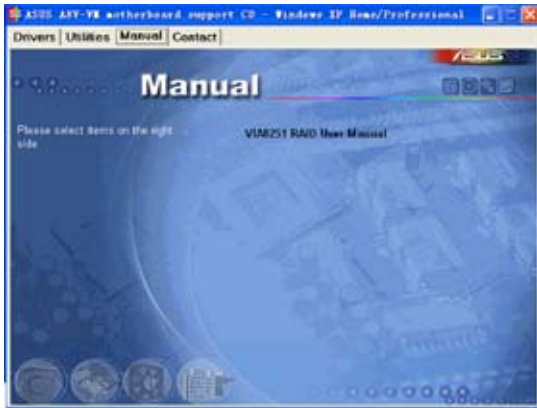 ASUS A8V-VM motherboard support CD - Windows XP Home/Professional
Drivers Utilities Manual Contact
ASUS
Manual
Please select items on the right
side
VIA8251 RAID User Manual